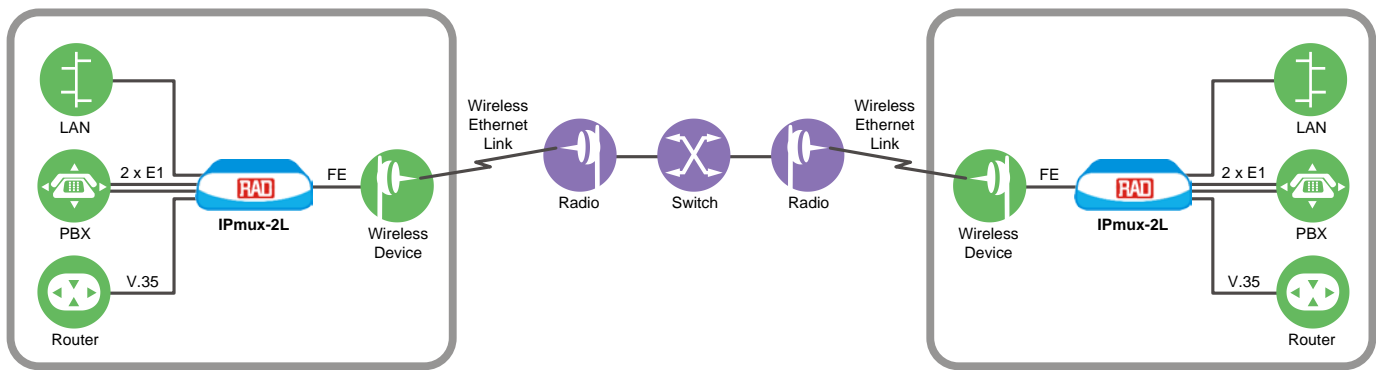 LAN
2 x E1
PBX
V.35
Router
RAD
IPmux-2L
FE
Wireless
Device
Wireless
Ethernet
Link
Radio
Switch
Radio
Wireless
Ethernet
Link
Wireless
Device
FE
RAD
IPmux-2L
LAN
2 x E1
PBX
V.35
Router